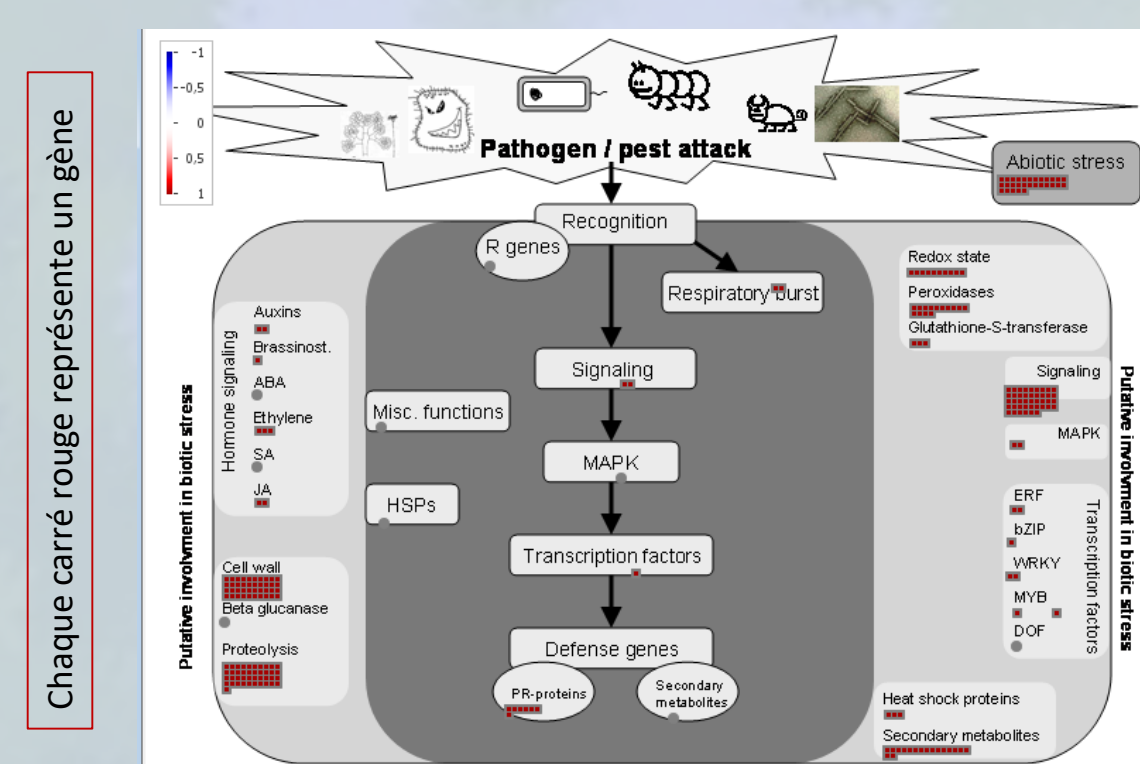 Chaque carré rouge représente un gène
-1
-0,5
0
0,5
1
Pathogen / pest attack
Abiotic stress
Recognition
R genes
Respiratory burst
Redox state
Peroxidases
Glutathione-S-transferase
Putative involvment in biotic stress
Hormone signaling
Auxins
Brassinost.
ABA
Ethylene
SA
JA
Signaling
Misc. functions
MAPK
HSPs
Transcription factors
Defense genes
PR-proteins
Secondary
metabolites
Cell wall
Beta glucanase
Proteolysis
Signaling
MAPK
ERF
bZIP
WRKY
MYB
DOF
Transcription factors
Putative involvment in biotic stress
Heat shock proteins
Secondary metabolites